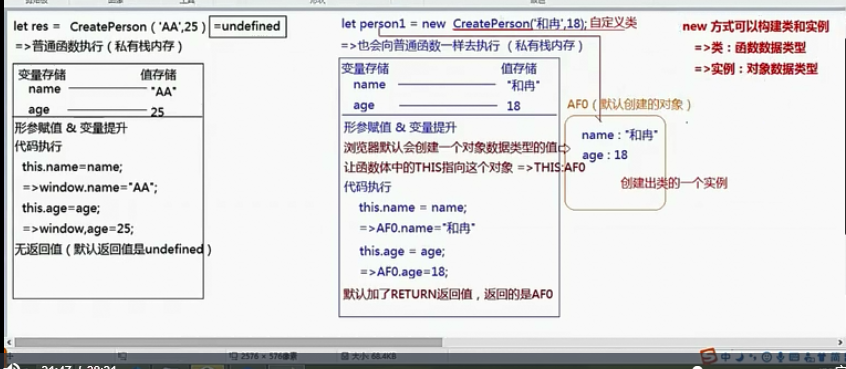 let res = CreatePerson（'AA',25）=undefined
=>普通函数执行（私有栈内存）
变量存储 值存储
name "AA"
age 25
形参赋值 & 变量提升
代码执行
this.name=name;
=>window.name="AA";
this.age=age;
=>window,age=25;
无返回值（默认返回值是undefined）
let person1 = new CreatePerson('和冉',18); 自定义类
=>也会向普通函数一样去执行 （私有栈内存）
变量存储 值存储
name "和冉"
age 18
形参赋值 & 变量提升
浏览器默认会创建一个对象数据类型的值
让函数体中的THIS指向这个对象 =>THIS:AF0
代码执行
this.name = name;
=>AF0.name="和冉"
this.age = age;
=>AF0.age=18;
默认加了RETURN返回值，返回的是AF0
AF0（默认创建的对象）
name："和冉"
age：18
创建出类的一个实例
new 方式可以构建类和实例
=>类：函数数据类型
=>实例：对象数据类型
2576 × 576像素
大小: 68.4KB
中